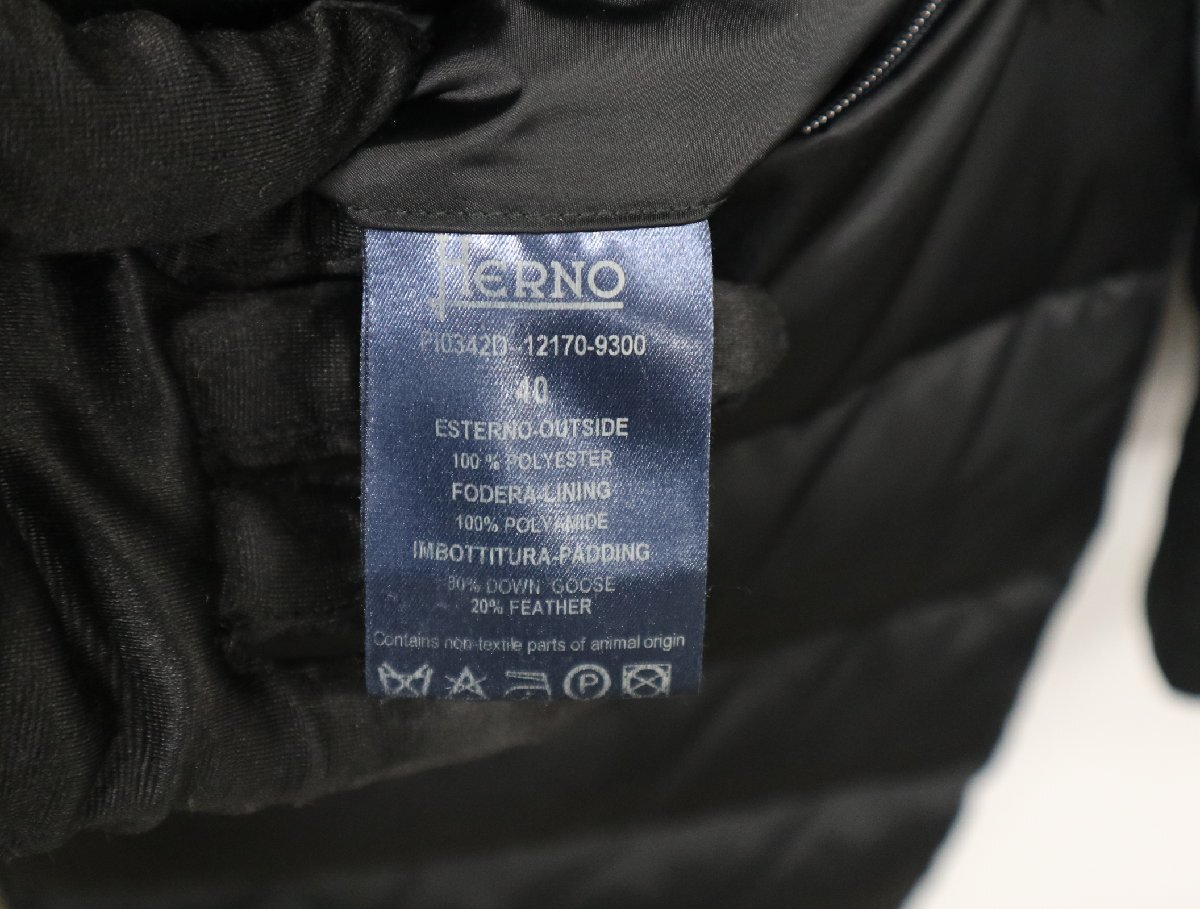 HERNO
PI0342D 12170-9300
40
ESTERNO-OUTSIDE
100 % POLYESTER
FODERA-LINING
100% POLYAMIDE
IMBOTTITURA-PADDING
80% DOWN GOOSE
20% FEATHER
Contains non-textile parts of animal origin
P